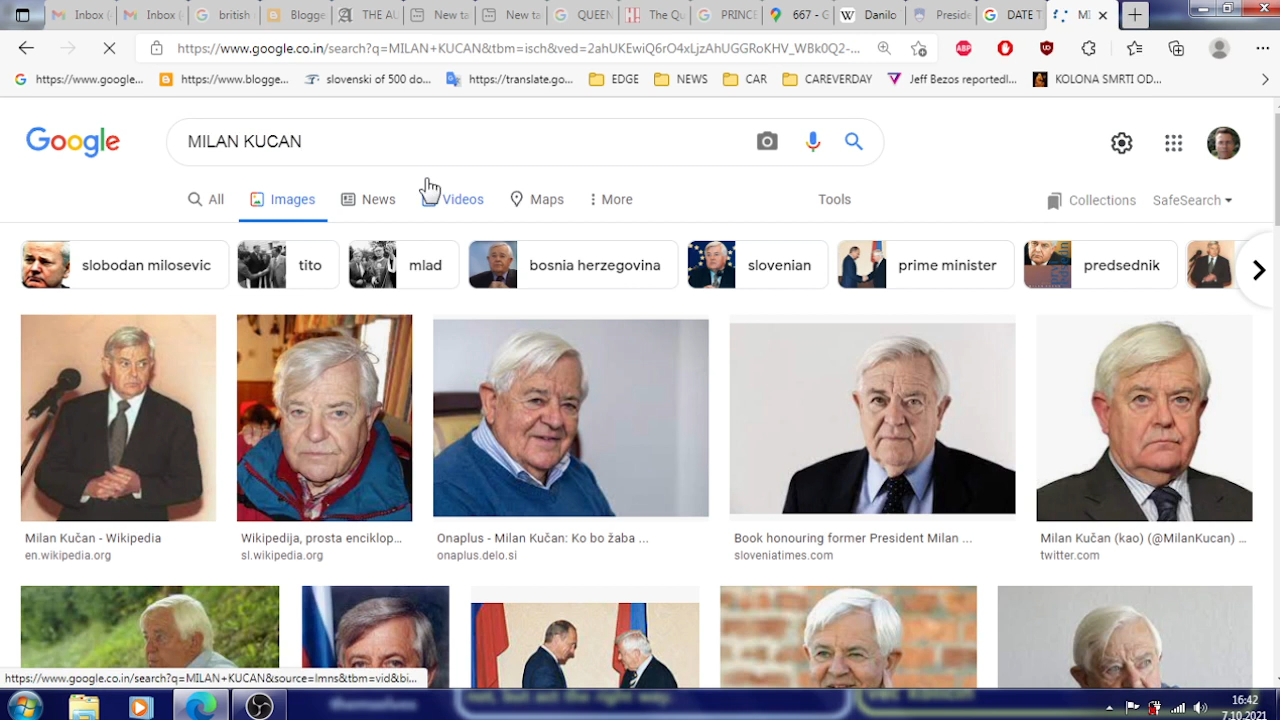 Inbox (
Inbox (
british
Blogge
THE AU
New ta
New ta
QUEEN
The Qu
PRINCE
667 -
Danilo
Preside
DATE T
MI
https://www.google.co.in/search?q=MILAN+KUCAN&tbm=isch&ved=2ahUKEwiQ6rO4xLjzAhUGGRoKHV_WBk0Q2-...
ABP
https://www.google...
https://www.blogge...
slovenski of 500 do...
https://translate.go...
EDGE
NEWS
CAR
CAREVERDAY
Jeff Bezos reportedl...
KOLONA SMRTI OD...
Google
MILAN KUCAN
All
Images
News
Videos
Maps
More
Tools
Collections
SafeSearch
slobodan milosevic
tito
mlad
bosnia herzegovina
slovenian
prime minister
predsednik
Milan Kučan - Wikipedia
en.wikipedia.org
Wikipedija, prosta enciklop...
sl.wikipedia.org
Onaplus - Milan Kučan: Ko bo žaba ...
onaplus.delo.si
Book honouring former President Milan ...
sloveniatimes.com
Milan Kučan (kao) (@MilanKucan) ...
twitter.com
https://www.google.co.in/search?q=MILAN+KUCAN&source=lmns&tbm=vid&bi...
themselves
16:42
7.10.2021